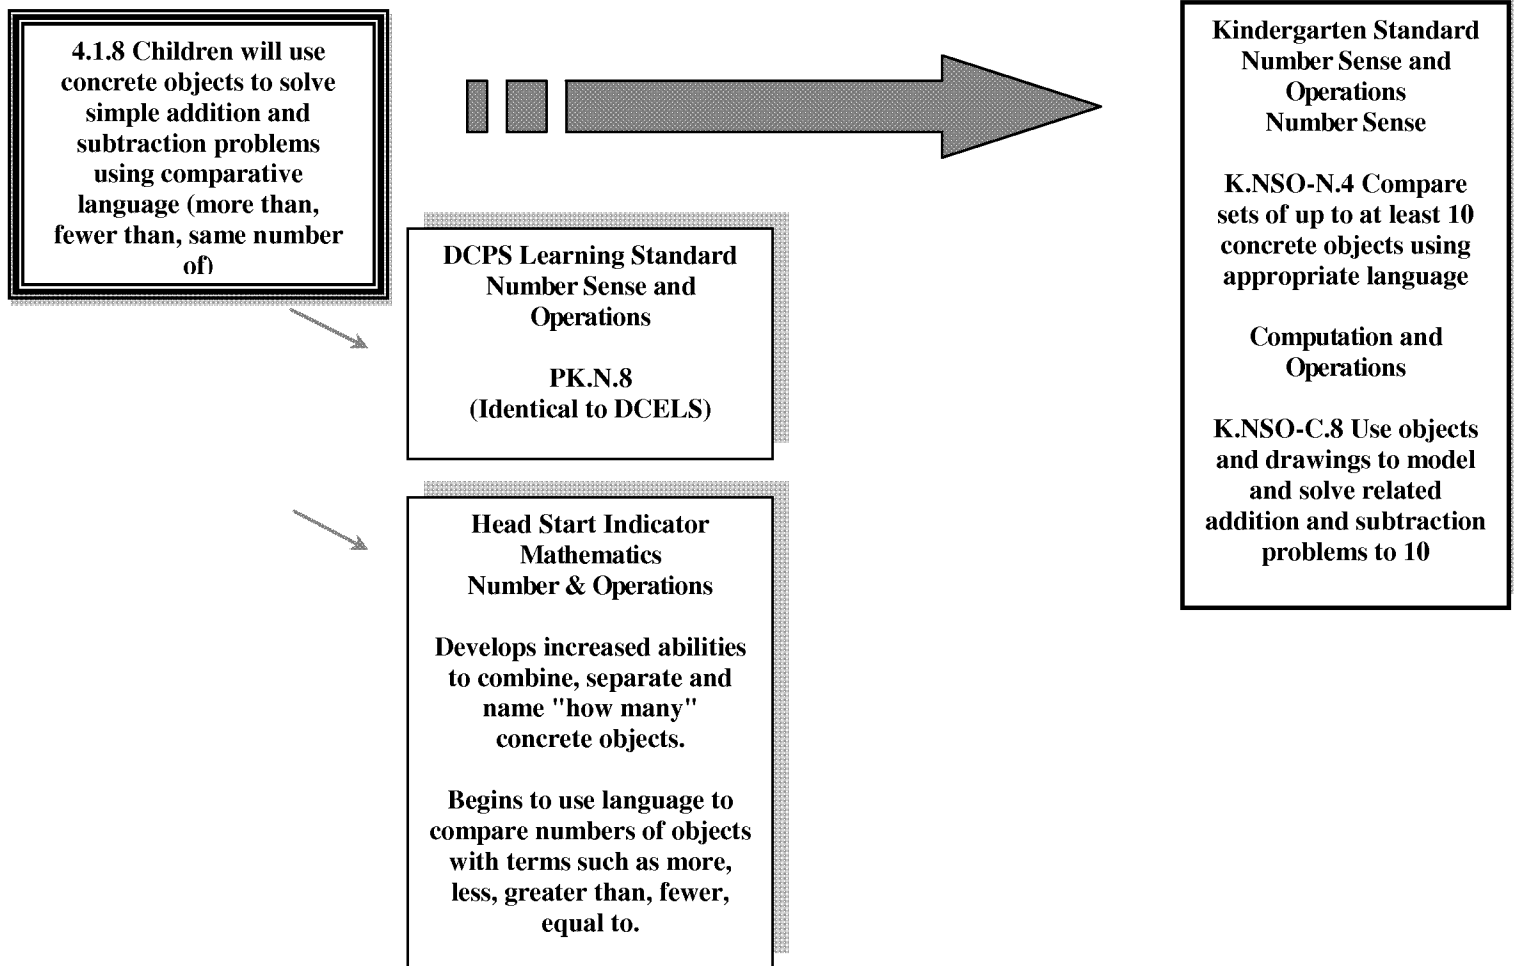 4.1.8 Children will use
concrete objects to solve
simple addition and
subtraction problems
using comparative
language (more than,
fewer than, same number
of)
DCPS Learning Standard
Number Sense and
Operations
PK.N.8
(Identical to DCELS)
Head Start Indicator
Mathematics
Number & Operations
Develops increased abilities
to combine, separate and
name "how many"
concrete objects.
Begins to use language to
compare numbers of objects
with terms such as more,
less, greater than, fewer,
equal to.
Kindergarten Standard
Number Sense and
Operations
Number Sense
K.NSO-N.4 Compare
sets of up to at least 10
concrete objects using
appropriate language
Computation and
Operations
K.NSO-C.8 Use objects
and drawings to model
and solve related
addition and subtraction
problems to 10